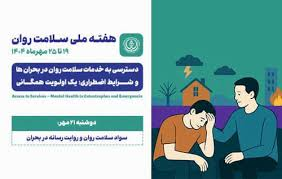 هفته ملی سلامت روان
۱۹ تا ۲۵ مهرماه ۱۴۰۴
دسترسی به خدمات سلامت روان در بحران ها
و شرایط اضطراری: یک اولویت همگانی
Access to Services - Mental Health in Catastrophes and Emergencies
دوشنبه ۲۱ مهر:
سواد سلامت روان و روایت رسانه در بحران